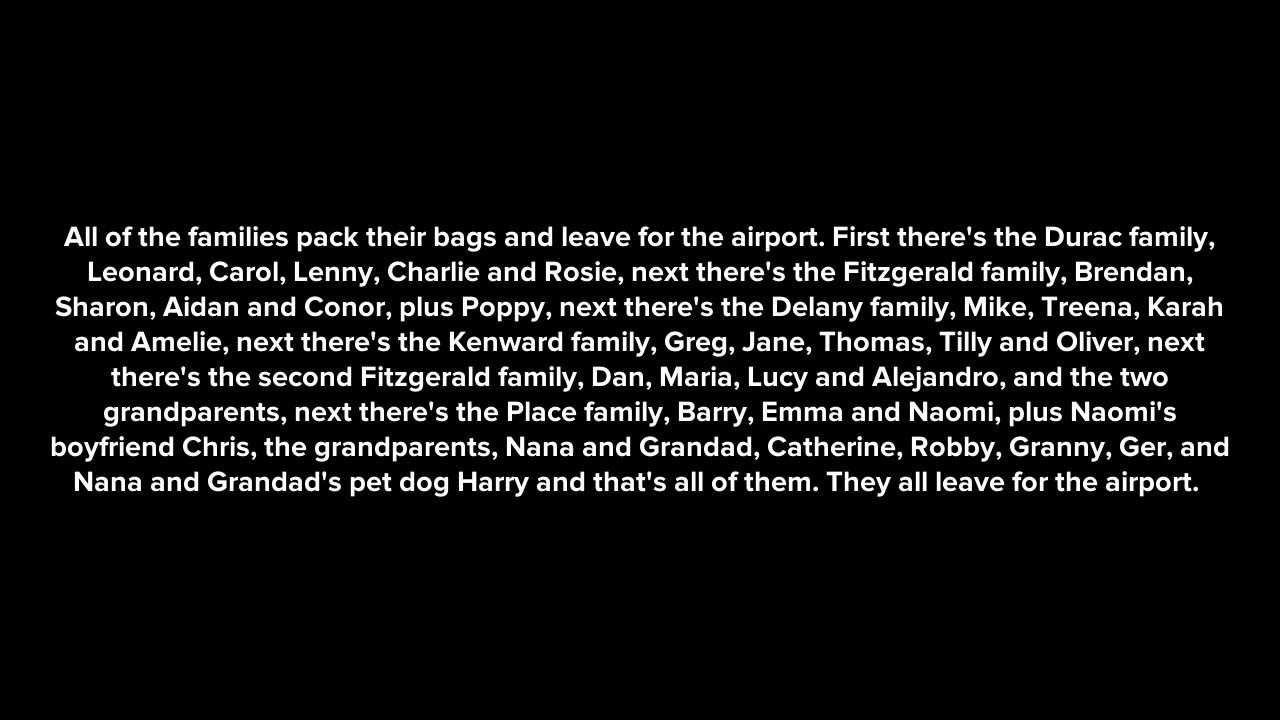 All of the families pack their bags and leave for the airport. First there's the Durac family,
Leonard, Carol, Lenny, Charlie and Rosie, next there's the Fitzgerald family, Brendan,
Sharon, Aidan and Conor, plus Poppy, next there's the Delany family, Mike, Treena, Karah
and Amelie, next there's the Kenward family, Greg, Jane, Thomas, Tilly and Oliver, next
there's the second Fitzgerald family, Dan, Maria, Lucy and Alejandro, and the two
grandparents, next there's the Place family, Barry, Emma and Naomi, plus Naomi's
boyfriend Chris, the grandparents, Nana and Grandad, Catherine, Robby, Granny, Ger, and
Nana and Grandad's pet dog Harry and that's all of them. They all leave for the airport.